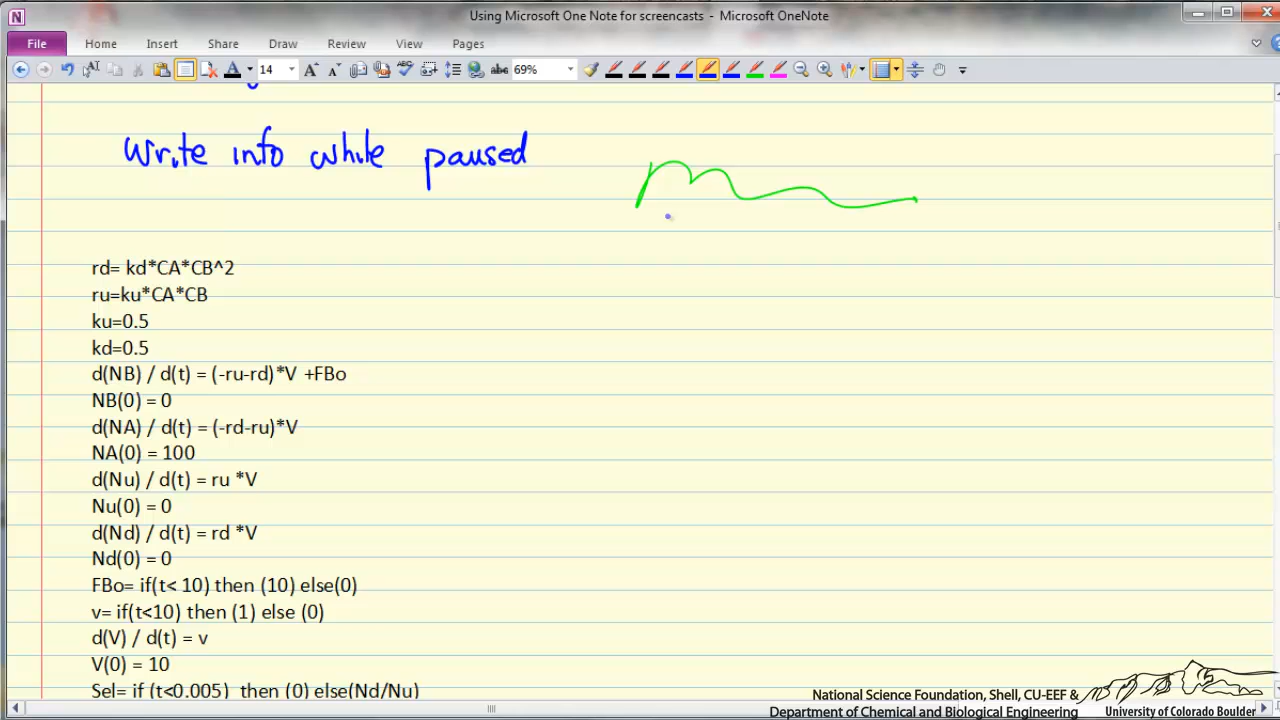 Using Microsoft One Note for screencasts - Microsoft OneNote
File Home Insert Share Draw Review View Pages
14 69%
Write into while paused
rd= kd*CA*CB^2
ru=ku*CA*CB
ku=0.5
kd=0.5
d(NB) / d(t) = (-ru-rd)*V +FBo
NB(0) = 0
d(NA) / d(t) = (-rd-ru)*V
NA(0) = 100
d(Nu) / d(t) = ru *V
Nu(0) = 0
d(Nd) / d(t) = rd *V
Nd(0) = 0
FBo= if(t< 10) then (10) else(0)
v= if(t<10) then (1) else (0)
d(V) / d(t) = v
V(0) = 10
Sel= if (t<0.005) then (0) else(Nd/Nu)
National Science Foundation, Shell, CU-EEF &
Department of Chemical and Biological Engineering
University of Colorado Boulder